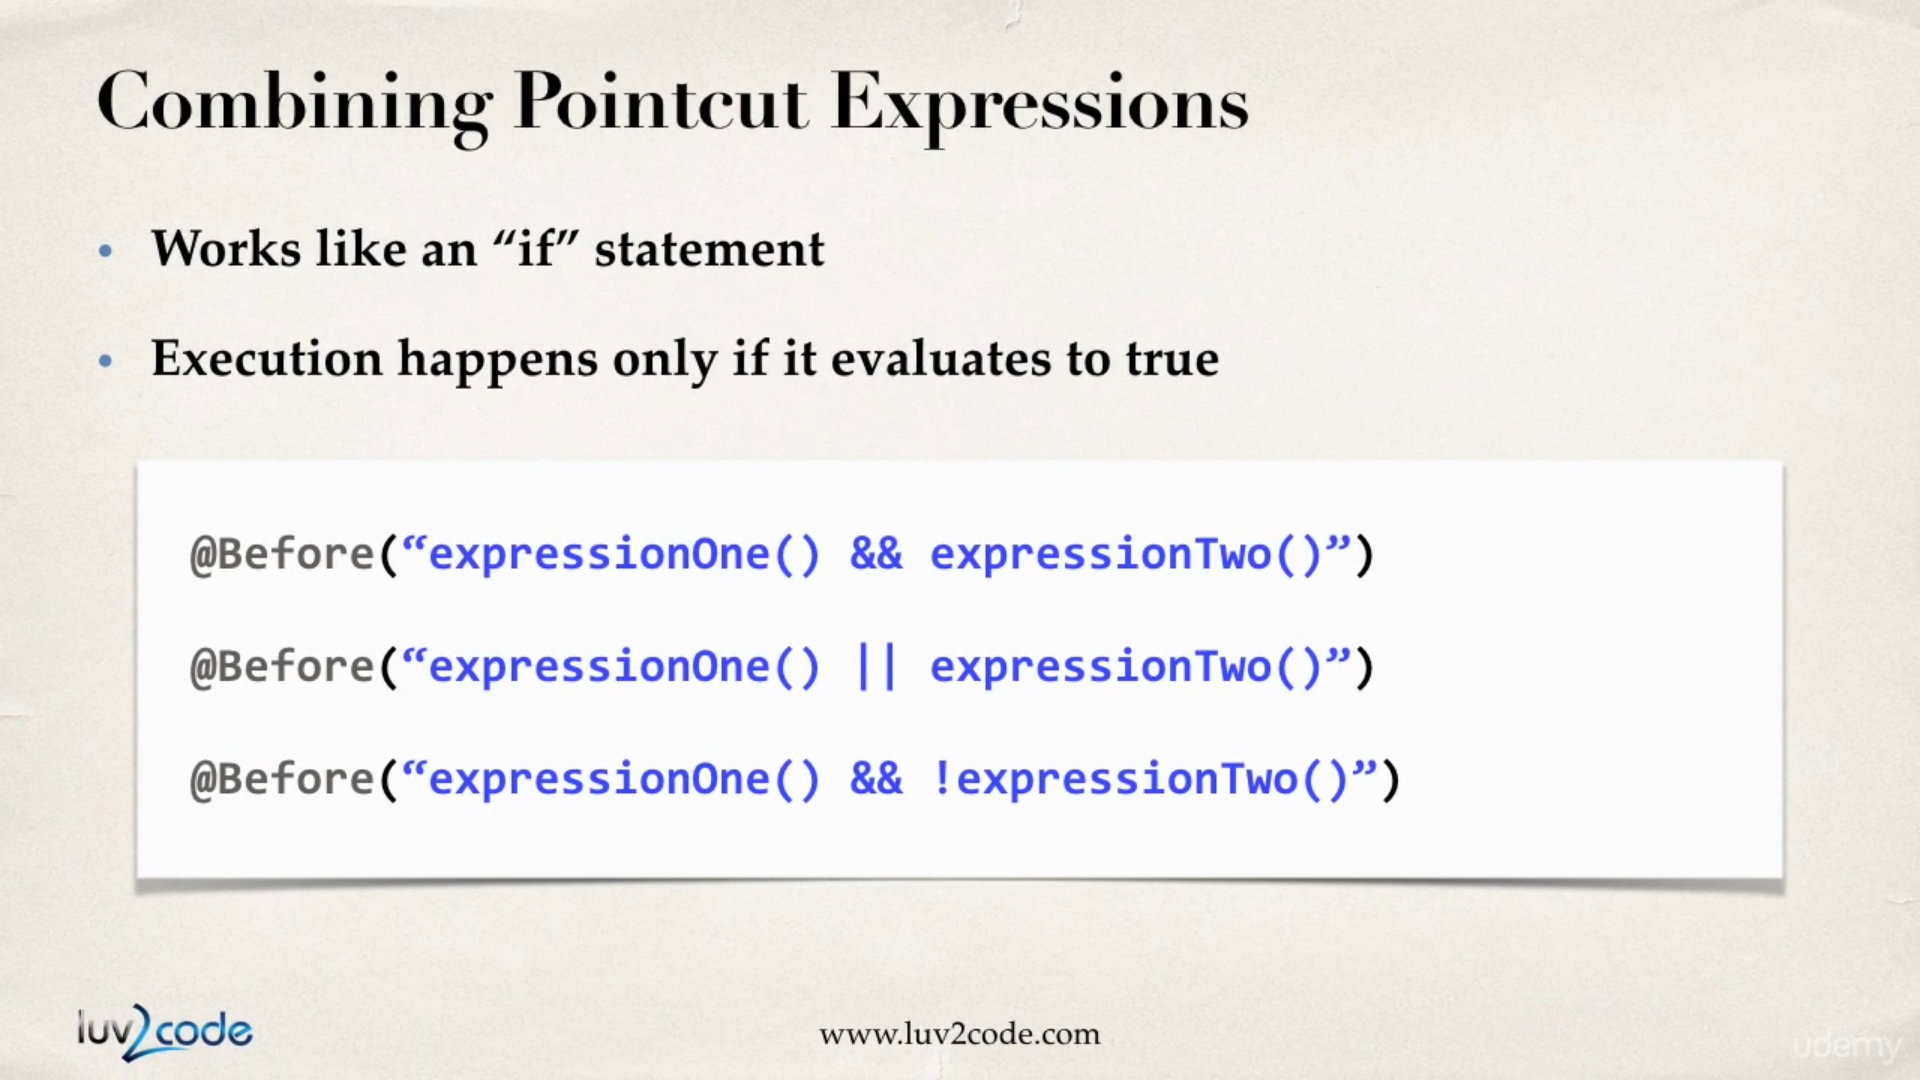 Combining Pointcut Expressions
• Works like an “if” statement
• Execution happens only if it evaluates to true
@Before(“expressionOne() && expressionTwo()”)
@Before(“expressionOne() || expressionTwo()”)
@Before(“expressionOne() && !expressionTwo()”)
luv2code
www.luv2code.com
udemy